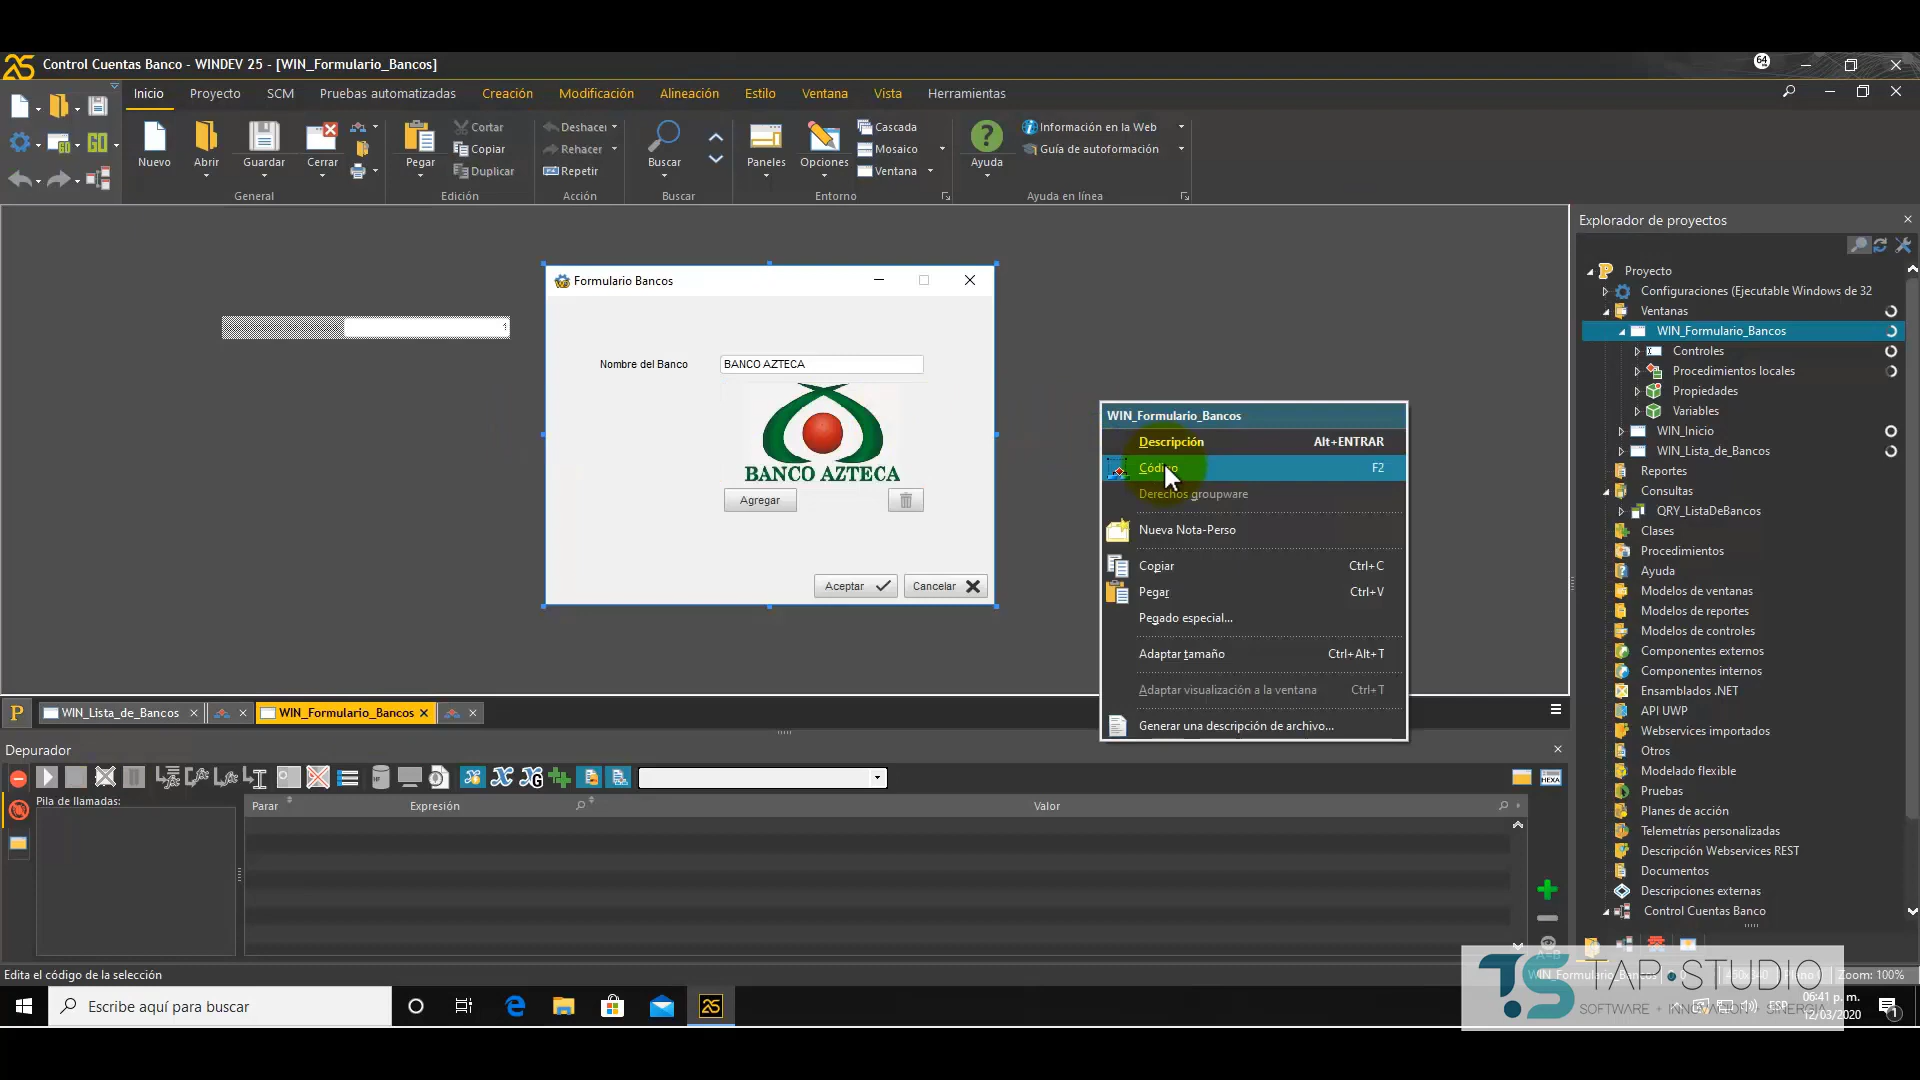 64
Control Cuentas Banco - WINDEV 25 - [WIN_Formulario_Bancos]
Inicio Proyecto SCM Pruebas automatizadas Creación Modificación Alineación Estilo Ventana Vista Herramientas
Nuevo Abrir Guardar Cerrar Pegar Cortar Copiar Duplicar Deshacer Rehacer Repetir Buscar Paneles Opciones Cascada Mosaico Ventana Ayuda Información en la Web Guía de autoformación
General Edición Acción Buscar Entorno Ayuda en línea
Formulario Bancos
Nombre del Banco BANCO AZTECA
BANCO AZTECA
Agregar
Aceptar Cancelar
WIN_Formulario_Bancos
Descripción Alt+ENTRAR
Código F2
Derechos groupware
Nueva Nota-Perso
Copiar Ctrl+C
Pegar Ctrl+V
Pegado especial...
Adaptar tamaño Ctrl+Alt+T
Adaptar visualización a la ventana Ctrl+T
Generar una descripción de archivo...
Explorador de proyectos
Proyecto
Configuraciones (Ejecutable Windows de 32
Ventanas
WIN_Formulario_Bancos
Controles
Procedimientos locales
Propiedades
Variables
WIN_Inicio
WIN_Lista_de_Bancos
Reportes
Consultas
QRY_ListaDeBancos
Clases
Procedimientos
Ayuda
Modelos de ventanas
Modelos de reportes
Modelos de controles
Componentes externos
Componentes internos
Ensamblados .NET
API UWP
Webservices importados
Otros
Modelado flexible
Pruebas
Planes de acción
Telemetrías personalizadas
Descripción Webservices REST
Documentos
Descripciones externas
Control Cuentas Banco
WIN_Lista_de_Bancos WIN_Formulario_Bancos
Depurador
HEXA
Pila de llamadas:
Parar Expresión Valor
Edita el código de la selección
WIN_Formulario_Bancos Zoom: 100%
TAP STUDIO
SOFTWARE + INNOVACIÓN + SINERGIA
Escribe aquí para buscar
ESP
06:41 p. m.
12/03/2020
1